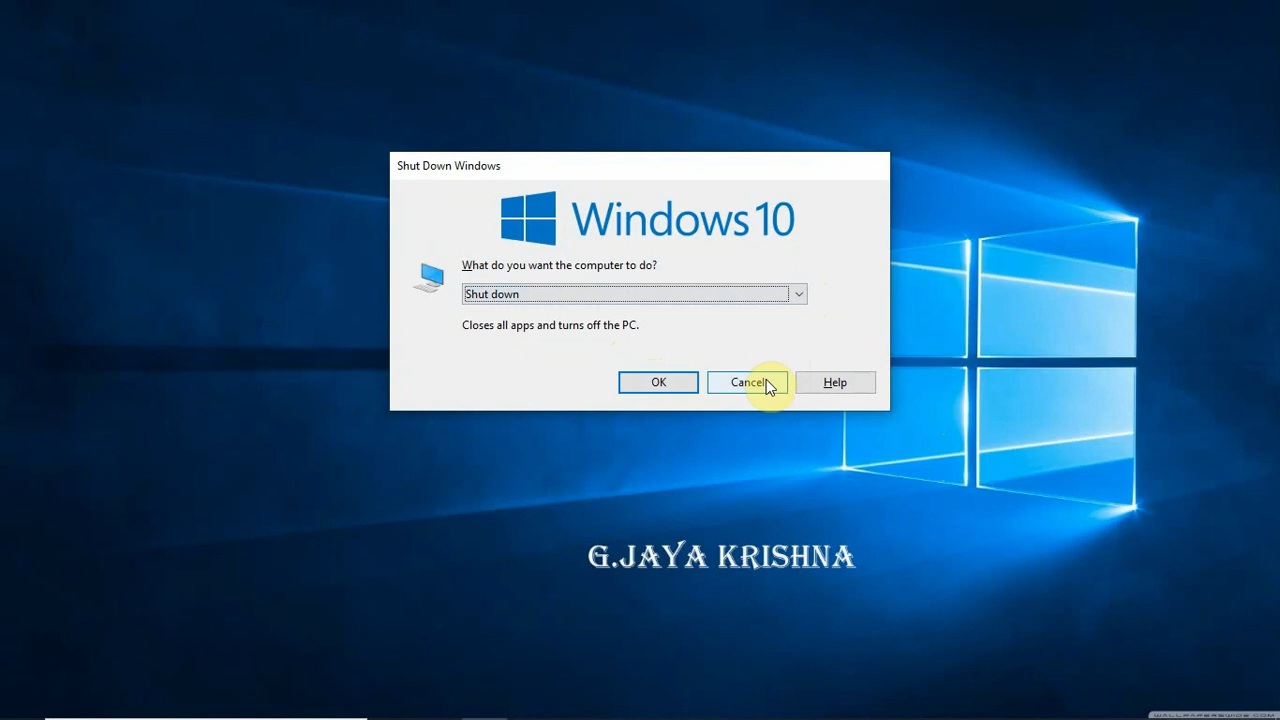 Shut Down Windows
Windows 10
What do you want the computer to do?
Shut down
Closes all apps and turns off the PC.
OK Cancel Help
G.JAYA KRISHNA